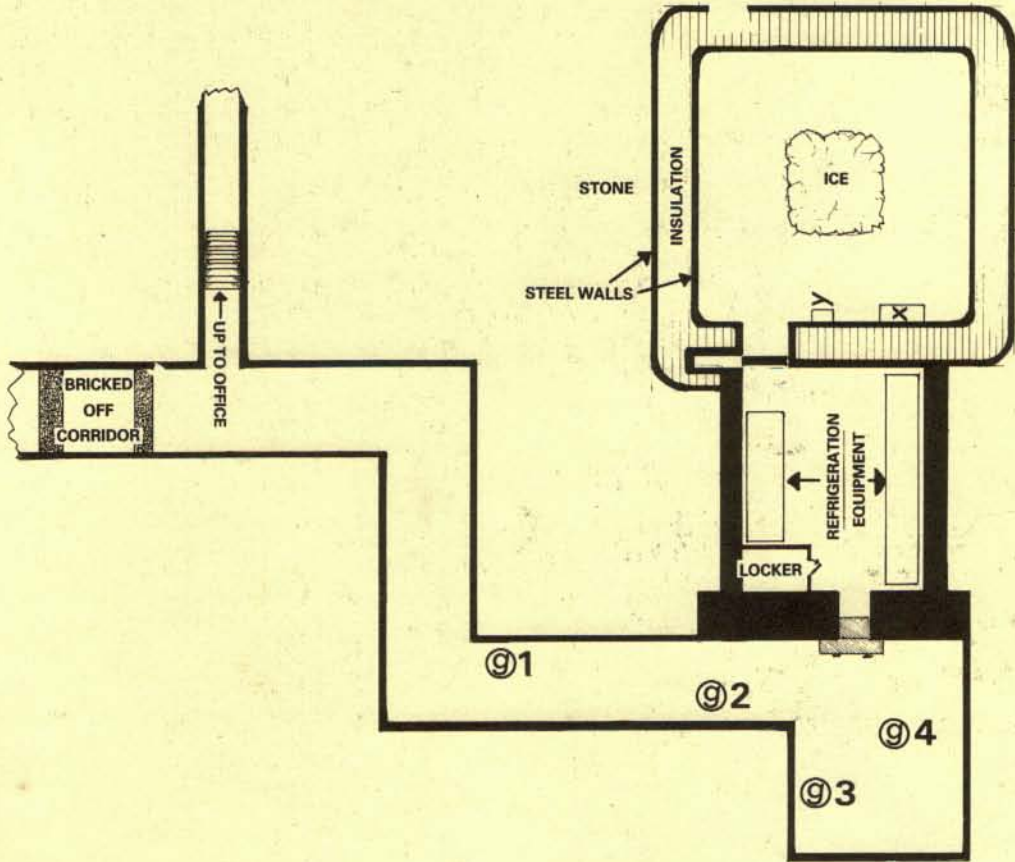 ICE
STONE
INSULATION
STEEL WALLS
y
x
UP TO OFFICE
BRICKED
OFF
CORRIDOR
REFRIGERATION
EQUIPMENT
LOCKER
g1
g2
g4
g3